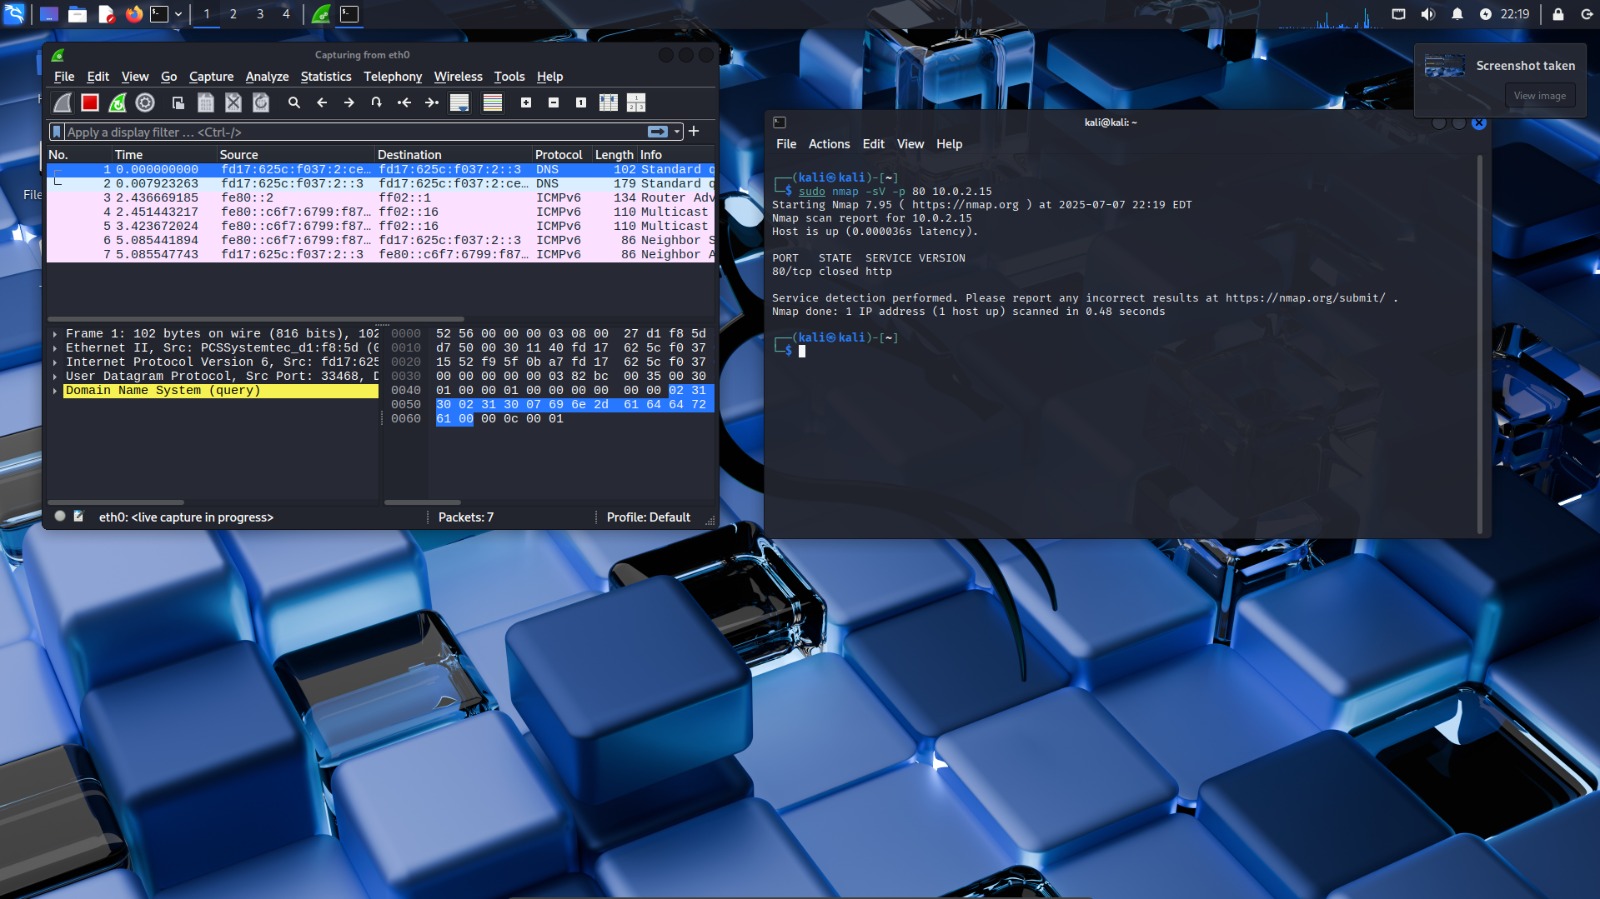 1 2 3 4
22:19
Screenshot taken
View image
Capturing from eth0
File Edit View Go Capture Analyze Statistics Telephony Wireless Tools Help
Apply a display filter … <Ctrl-/>
No. Time Source Destination Protocol Length Info
1 0.000000000 fd17:625c:f037:2:ce… fd17:625c:f037:2::3 DNS 102 Standard
2 0.007923263 fd17:625c:f037:2::3 fd17:625c:f037:2:ce… DNS 179 Standard
3 2.436669185 fe80::2 ff02::1 ICMPv6 134 Router Adv
4 2.451443217 fe80::c6f7:6799:f87… ff02::16 ICMPv6 110 Multicast
5 3.423672024 fe80::c6f7:6799:f87… ff02::16 ICMPv6 110 Multicast
6 5.085441894 fe80::c6f7:6799:f87… fd17:625c:f037:2::3 ICMPv6 86 Neighbor S
7 5.085547743 fd17:625c:f037:2::3 fe80::c6f7:6799:f87… ICMPv6 86 Neighbor A
Frame 1: 102 bytes on wire (816 bits), 102
Ethernet II, Src: PCSSystemtec_d1:f8:5d (
Internet Protocol Version 6, Src: fd17:625
User Datagram Protocol, Src Port: 33468, D
Domain Name System (query)
0000 52 56 00 00 00 03 08 00 27 d1 f8 5d
0010 d7 50 00 30 11 40 fd 17 62 5c f0 37
0020 15 52 f9 5f 0b a7 fd 17 62 5c f0 37
0030 00 00 00 00 00 03 82 bc 00 35 00 30
0040 01 00 00 01 00 00 00 00 00 00 02 31
0050 30 02 31 30 07 69 6e 2d 61 64 64 72
0060 61 00 00 0c 00 01
eth0: <live capture in progress>
Packets: 7
Profile: Default
File
kali@kali: ~
File Actions Edit View Help
┌──(kali㉿kali)-[~]
└─$ sudo nmap -sV -p 80 10.0.2.15
Starting Nmap 7.95 ( https://nmap.org ) at 2025-07-07 22:19 EDT
Nmap scan report for 10.0.2.15
Host is up (0.000036s latency).
PORT STATE SERVICE VERSION
80/tcp closed http
Service detection performed. Please report any incorrect results at https://nmap.org/submit/ .
Nmap done: 1 IP address (1 host up) scanned in 0.48 seconds
┌──(kali㉿kali)-[~]
└─$